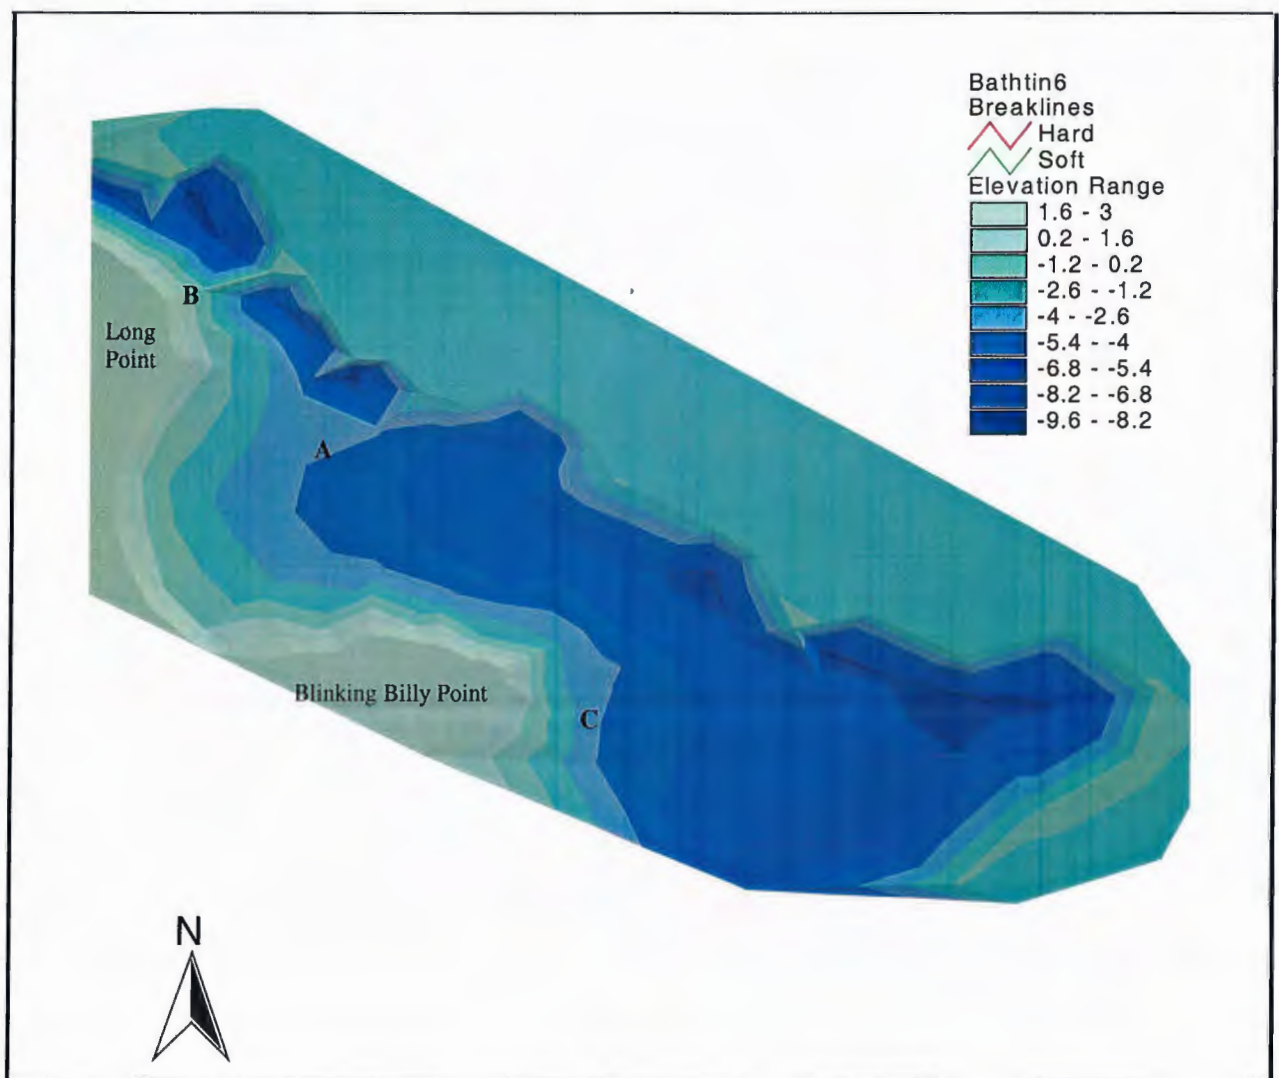 Bathtin6
Breaklines
Hard
Soft
Elevation Range
1.6 - 3
0.2 - 1.6
-1.2 - 0.2
-2.6 - -1.2
-4 - -2.6
-5.4 - -4
-6.8 - -5.4
-8.2 - -6.8
-9.6 - -8.2
B
Long
Point
A
Blinking Billy Point
C
N